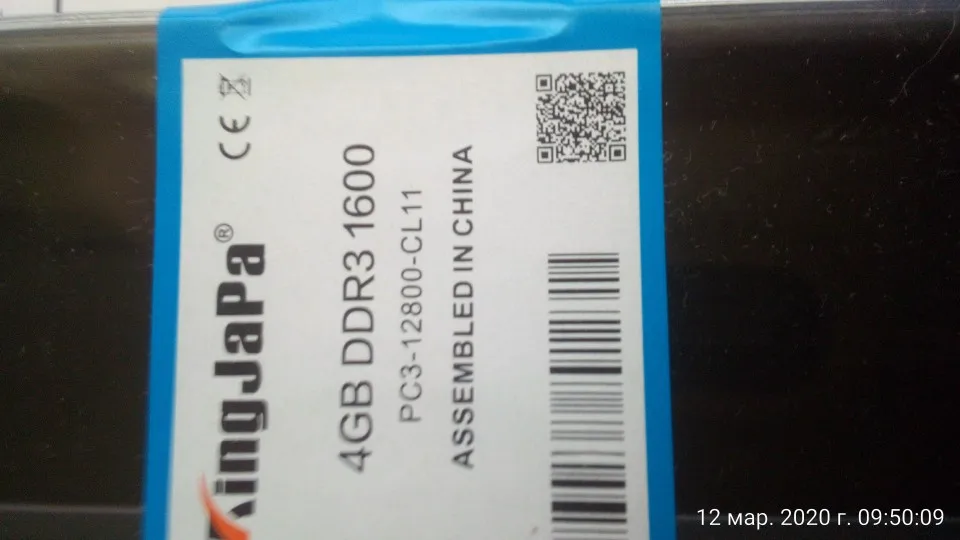 KingJaPa®
CE
4GB DDR3 1600
PC3-12800-CL11
ASSEMBLED IN CHINA
12 мар. 2020 г. 09:50:09